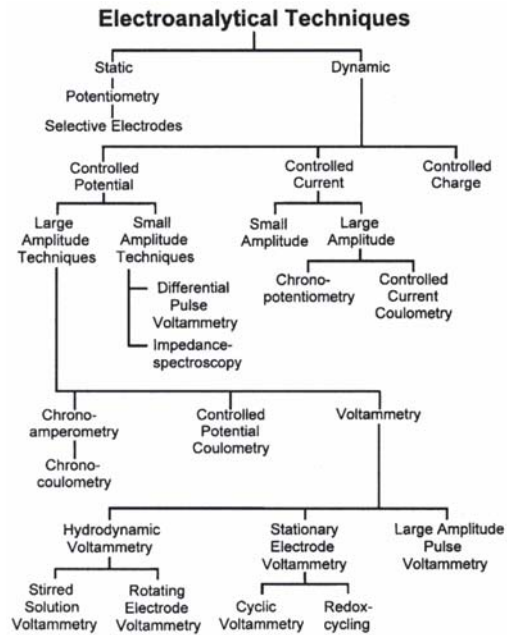 Electroanalytical Techniques
Static
Dynamic
Potentiometry
Selective Electrodes
Controlled
Potential
Controlled
Current
Controlled
Charge
Large
Amplitude
Techniques
Small
Amplitude
Techniques
Small
Amplitude
Large
Amplitude
Differential
Pulse
Voltammetry
Impedance-
spectroscopy
Chrono-
potentiometry
Controlled
Current
Coulometry
Chrono-
amperometry
Chrono-
coulometry
Controlled
Potential
Coulometry
Voltammetry
Hydrodynamic
Voltammetry
Stationary
Electrode
Voltammetry
Large Amplitude
Pulse
Voltammetry
Stirred
Solution
Voltammetry
Rotating
Electrode
Voltammetry
Cyclic
Voltammetry
Redox-
cycling